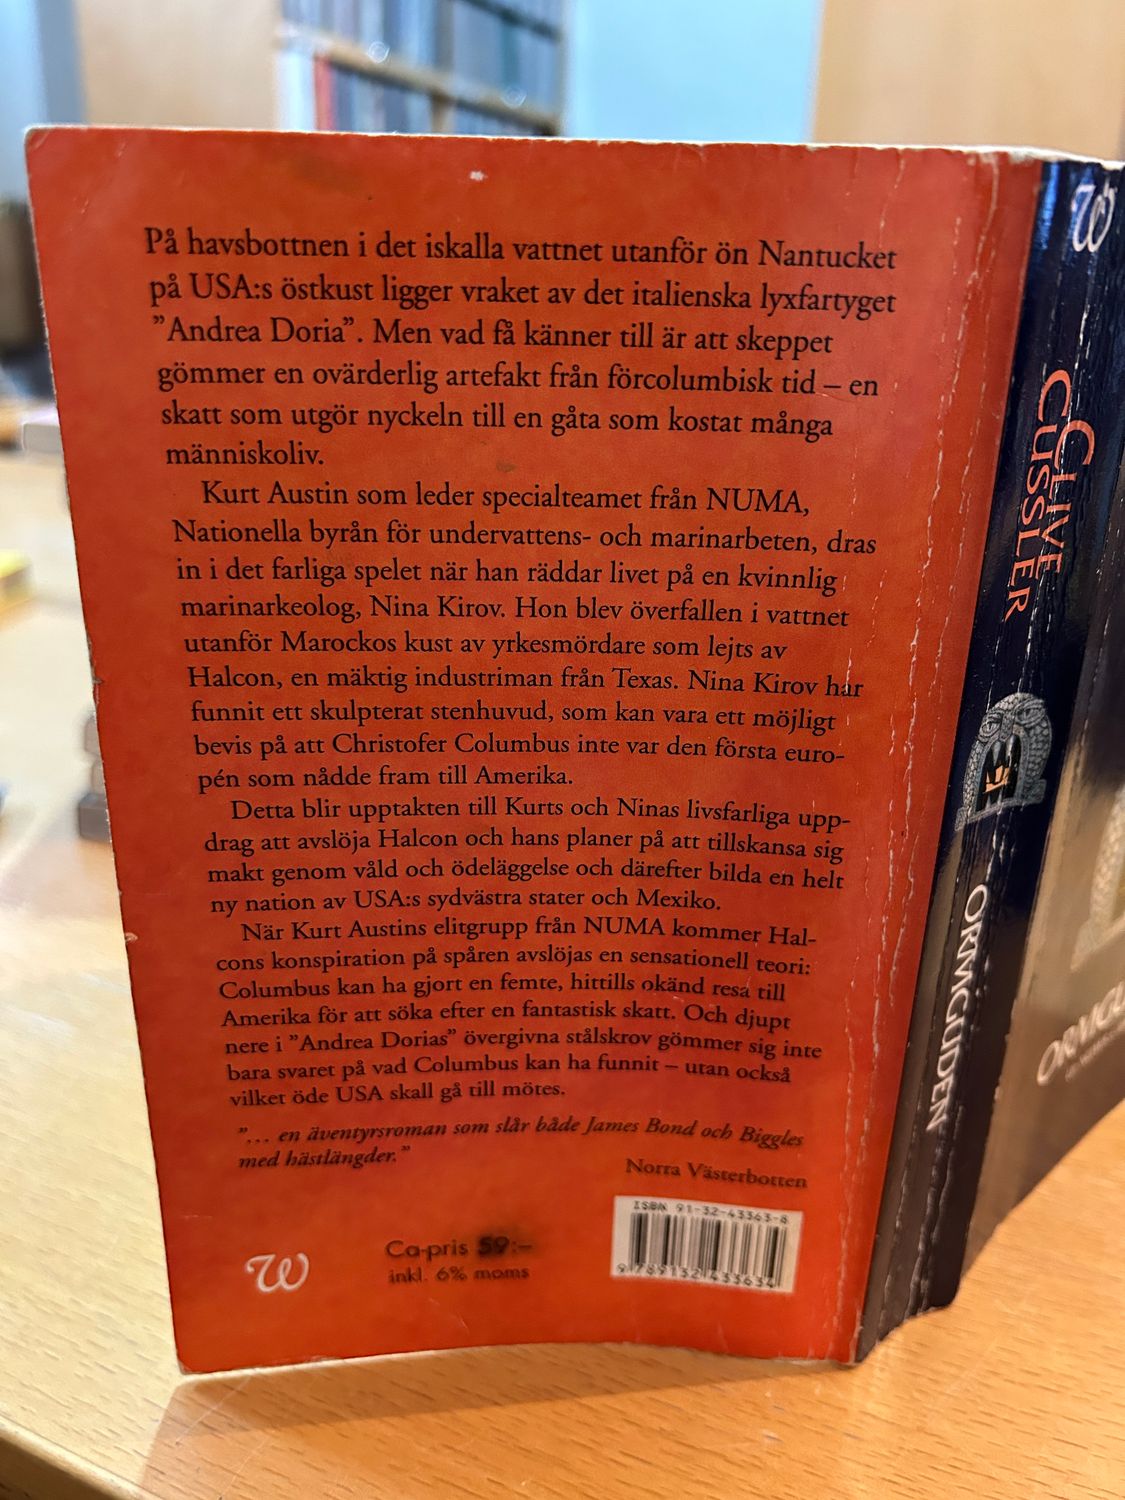 På havsbottnen i det iskalla vattnet utanför ön Nantucket
på USA:s östkust ligger vraket av det italienska lyxfartyget
”Andrea Doria”. Men vad få känner till är att skeppet
gömmer en ovärderlig artefakt från förcolumbisk tid – en
skatt som utgör nyckeln till en gåta som kostat många
människoliv.
Kurt Austin som leder specialteamet från NUMA,
Nationella byrån för undervattens- och marinarbeten, dras
in i det farliga spelet när han räddar livet på en kvinnlig
marinarkeolog, Nina Kirov. Hon blev överfallen i vattnet
utanför Marockos kust av yrkesmördare som lejts av
Halcon, en mäktig industriman från Texas. Nina Kirov har
funnit ett skulpterat stenhuvud, som kan vara ett möjligt
bevis på att Christofer Columbus inte var den första euro-
pén som nådde fram till Amerika.
Detta blir upptakten till Kurts och Ninas livsfarliga upp-
drag att avslöja Halcon och hans planer på att tillskansa sig
makt genom våld och ödeläggelse och därefter bilda en helt
ny nation av USA:s sydvästra stater och Mexiko.
När Kurt Austins elitgrupp från NUMA kommer Hal-
cons konspiration på spåren avslöjas en sensationell teori:
Columbus kan ha gjort en femte, hittills okänd resa till
Amerika för att söka efter en fantastisk skatt. Och djupt
nere i ”Andrea Dorias” övergivna stålskrov gömmer sig inte
bara svaret på vad Columbus kan ha funnit – utan också
vilket öde USA skall gå till mötes.
”... en äventyrsroman som slår både James Bond och Biggles
med hästlängder.”
Norra Västerbotten
W
Ca-pris 59:–
inkl. 6% moms
ISBN 91-32-43363-8
9 789132 433634
W
CLIVE
CUSSLER
ORMGUDEN